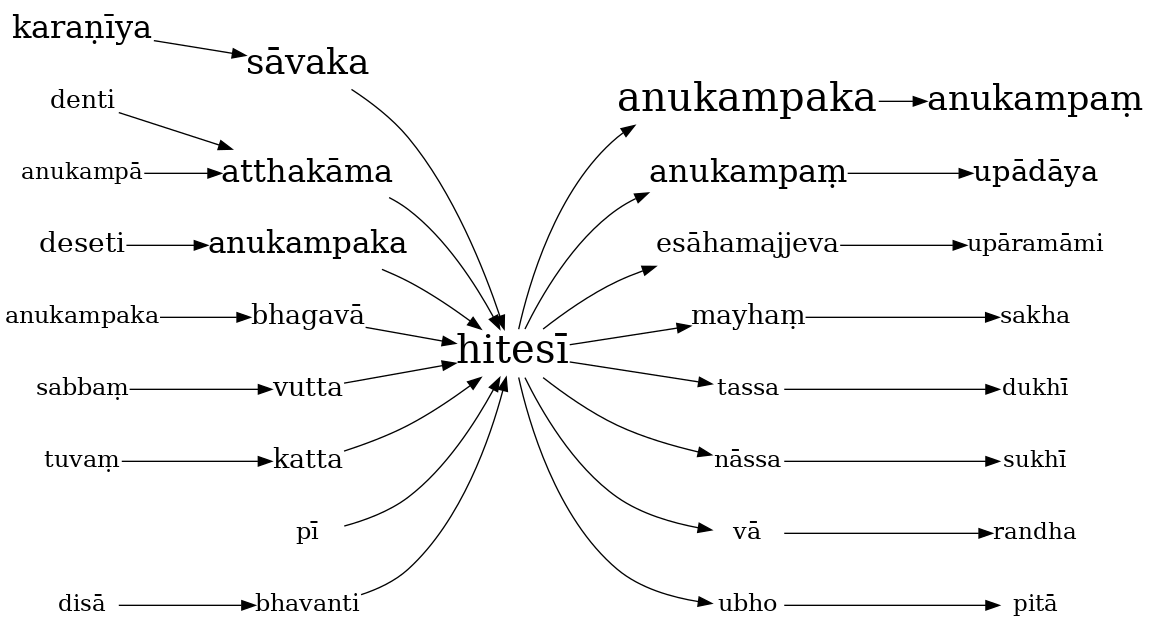 karaṇīya
sāvaka
denti
anukampaka anukampaṃ
anukampā atthakāma anukampaṃ upādāya
deseti anukampaka esāhamajjeva upāramāmi
anukampaka bhagavā mayhaṃ sakha
hitesī
sabbaṃ vutta tassa dukhī
tuvaṃ katta nāssa sukhī
pī vā randha
disā bhavanti ubho pitā